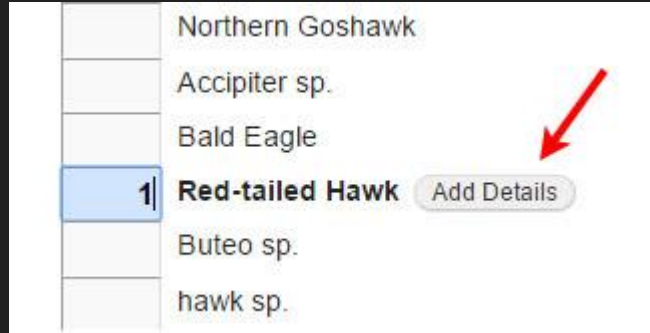 Northern Goshawk
Accipiter sp.
Bald Eagle
1 Red-tailed Hawk Add Details
Buteo sp.
hawk sp.